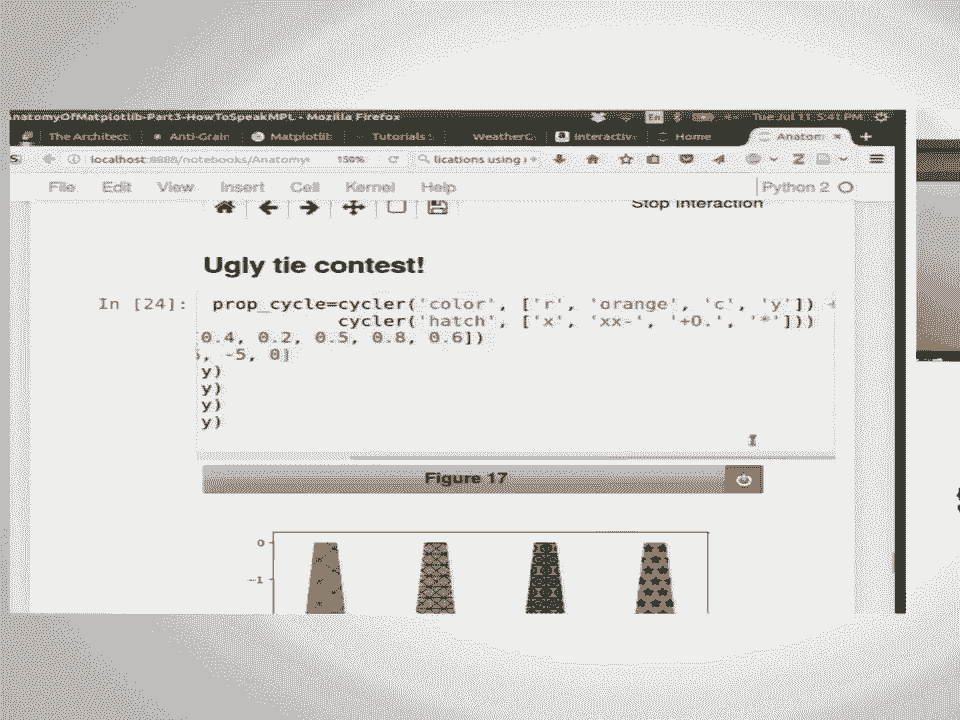 AnatomyOfMatplotlib-Part3-HowToSpeakMPL - Mozilla Firefox
En
Tue Jul 11, 5:41 PM
The Architect:
Anti-Grain
Matplotlib
Tutorials
WeatherC
Interactiv
Home
Anatom
localhost:8888/notebooks/Anatomy
150%
lications using
File Edit View Insert Cell Kernel Help
Python 2
Stop Interaction
Ugly tie contest!
In [24]: prop_cycle=cycler('color', ['r', 'orange', 'c', 'y']) +
cycler('hatch', ['x', 'xx-', '+O.', '*']))
0.4, 0.2, 0.5, 0.8, 0.6])
, -5, 0]
y)
y)
y)
y)
Figure 17
0
−1